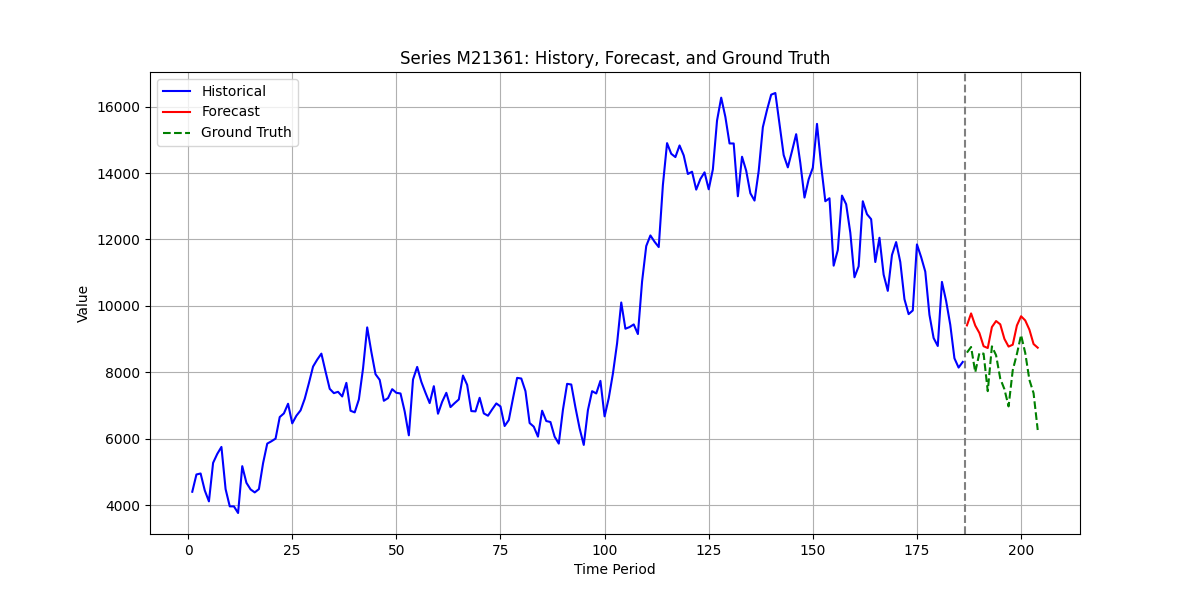 Series M21361: History, Forecast, and Ground Truth
Historical
Forecast
Ground Truth
Value
16000
14000
12000
10000
8000
6000
4000
0 25 50 75 100 125 150 175 200
Time Period